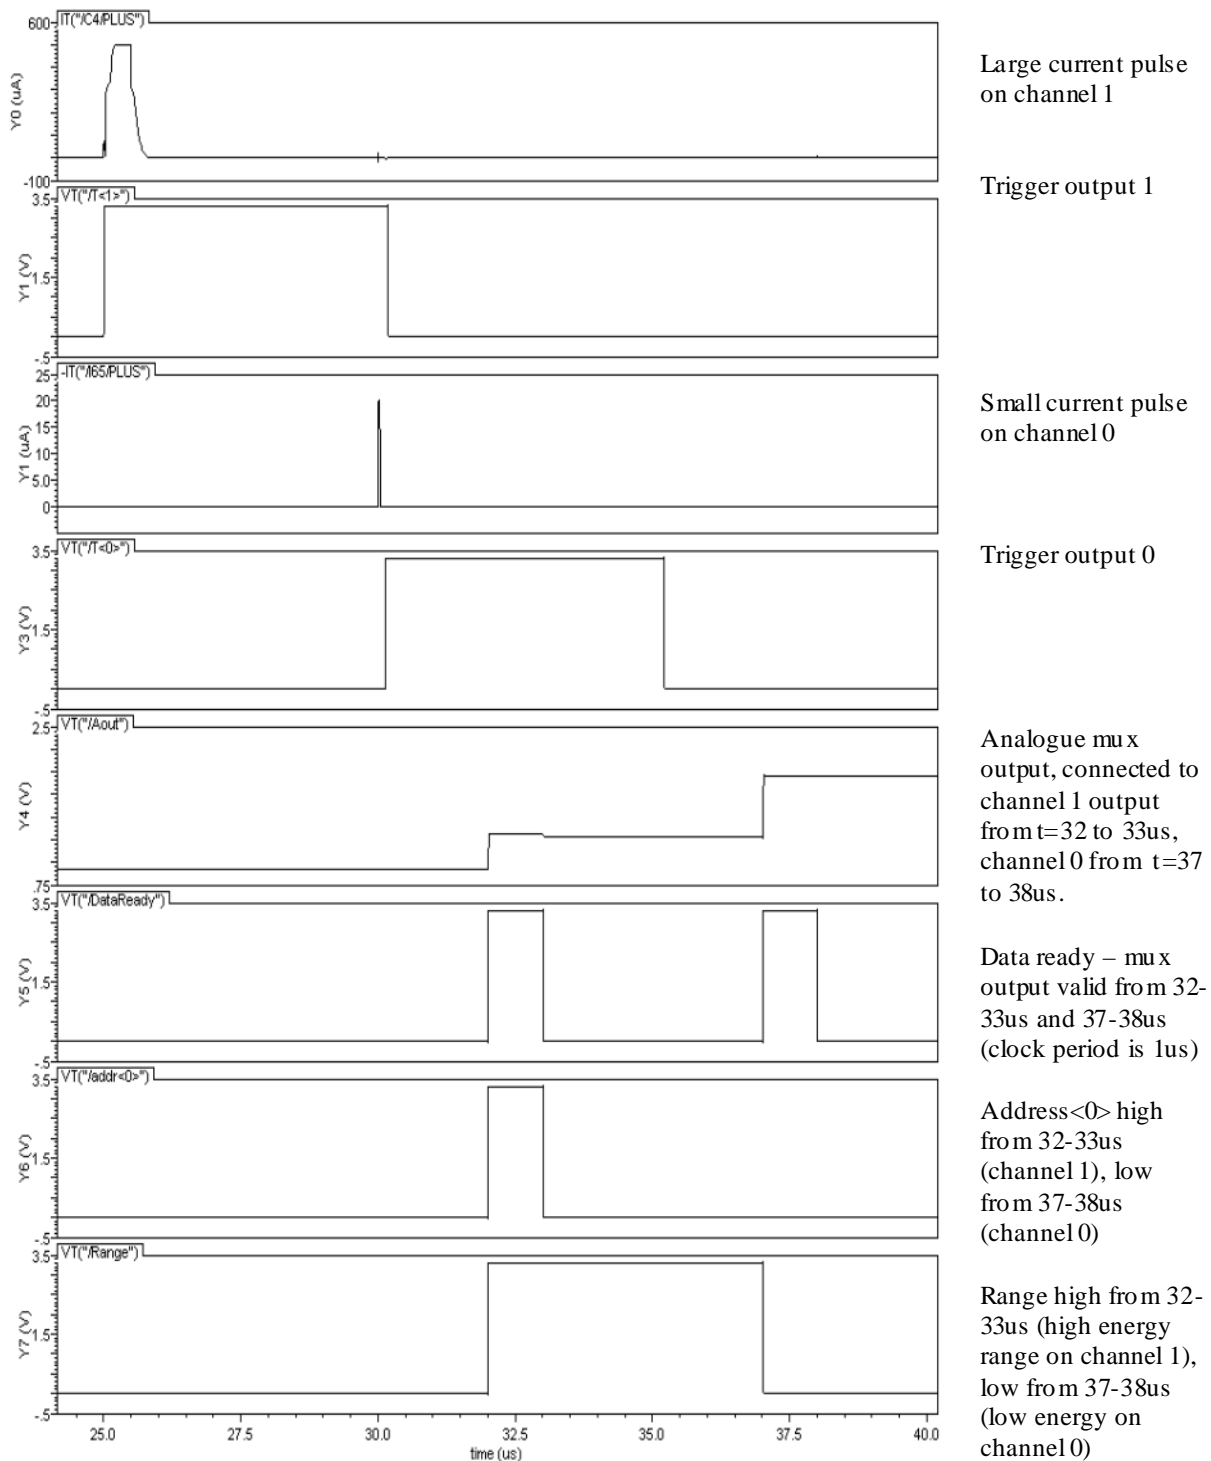 IT("/C4/PLUS")
600
Y0 (uA)
-100
Large current pulse
on channel 1
VT("/T<1>")
3.5
Y1 (V)
1.5
-.5
Trigger output 1
-IT("/I65/PLUS")
25
20
15
10
5.0
0
Y1 (uA)
Small current pulse
on channel 0
VT("/T<0>")
3.5
Y3 (V)
1.5
-.5
Trigger output 0
VT("/Aout")
2.5
Y4 (V)
.75
Analogue mux
output, connected to
channel 1 output
from t=32 to 33us,
channel 0 from t=37
to 38us.
VT("/DataReady")
3.5
Y5 (V)
1.5
-.5
Data ready – mux
output valid from 32-
33us and 37-38us
(clock period is 1us)
VT("/addr<0>")
3.5
Y6 (V)
1.5
-.5
Address<0> high
from 32-33us
(channel 1), low
from 37-38us
(channel 0)
VT("/Range")
3.5
Y7 (V)
1.5
-.5
Range high from 32-
33us (high energy
range on channel 1),
low from 37-38us
(low energy on
channel 0)
25.0 27.5 30.0 32.5 35.0 37.5 40.0
time (us)